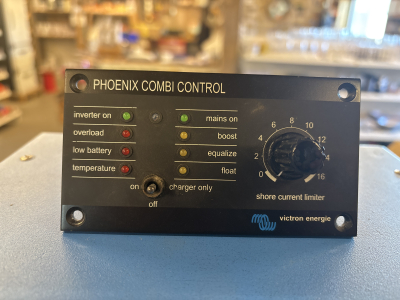 PHOENIX COMBI CONTROL
inverter on
overload
low battery
temperature
mains on
boost
equalize
float
on
charger only
off
0
2
4
6
8
10
12
16
shore current limiter
victron energie